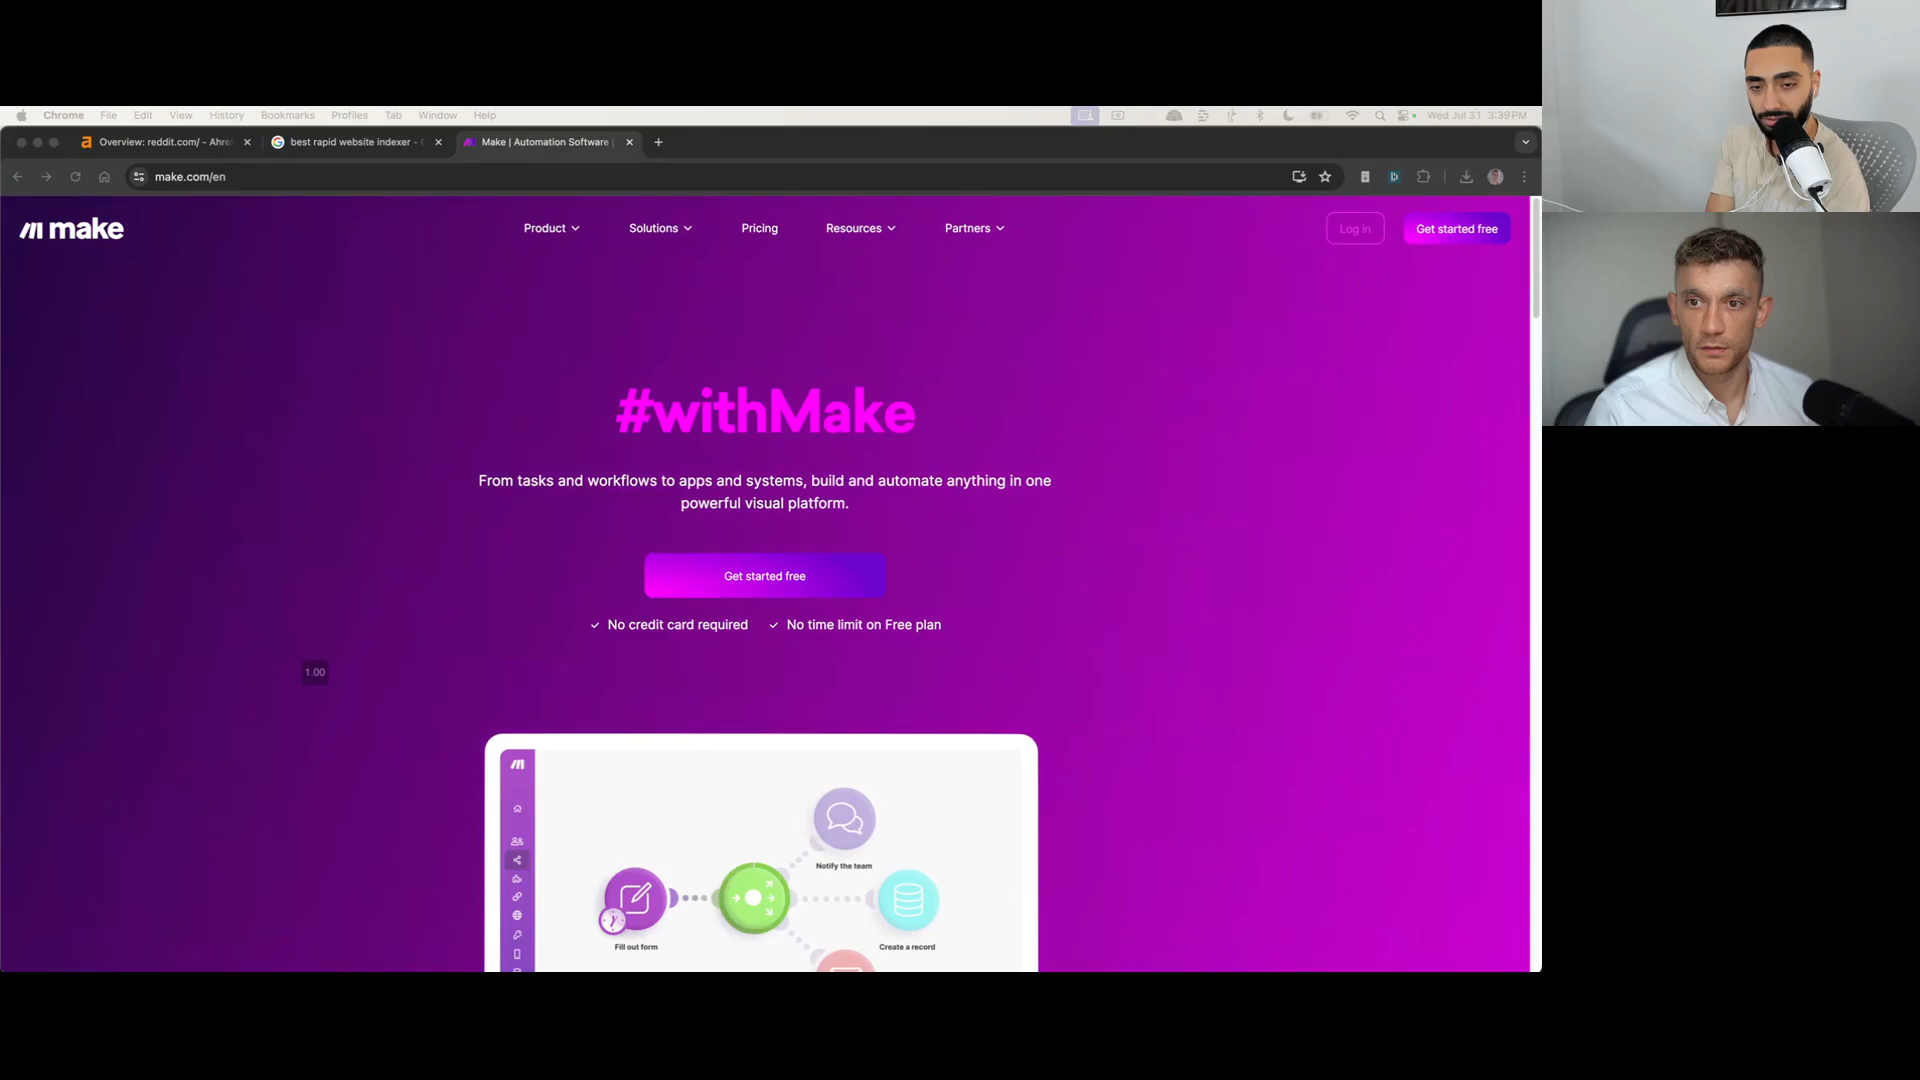 Chrome File Edit View History Bookmarks Profiles Tab Window Help Wed Jul 31 3:39 PM
Overview: reddit.com/ - Ahre best rapid website indexer - Make | Automation Software |
make.com/en
make Product Solutions Pricing Resources Partners Log in Get started free
#withMake
From tasks and workflows to apps and systems, build and automate anything in one
powerful visual platform.
Get started free
No credit card required No time limit on Free plan
1.00
Notify the team
Fill out form
Create a record